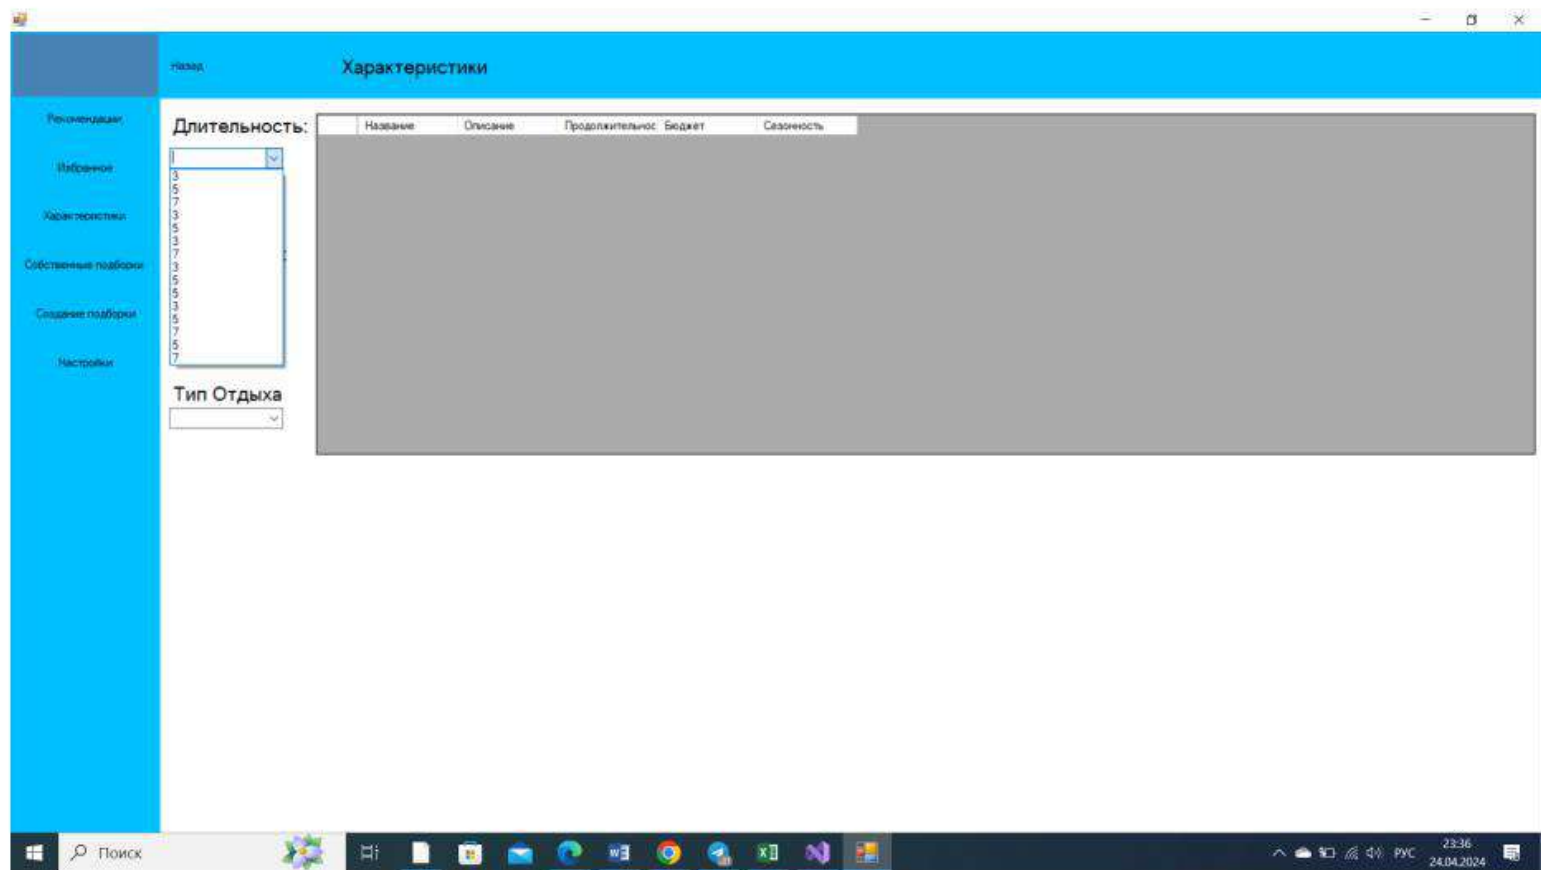 Назад
Характеристики
Рекомендации
Избранное
Характеристики
Собственные подборки
Создание подборки
Настройки
Длительность:
3
5
7
3
5
3
7
3
5
5
3
5
7
5
7
Тип Отдыха
Название Описание Продолжительнос Бюджет Сезонность
Поиск
РУС
23:36
24.04.2024